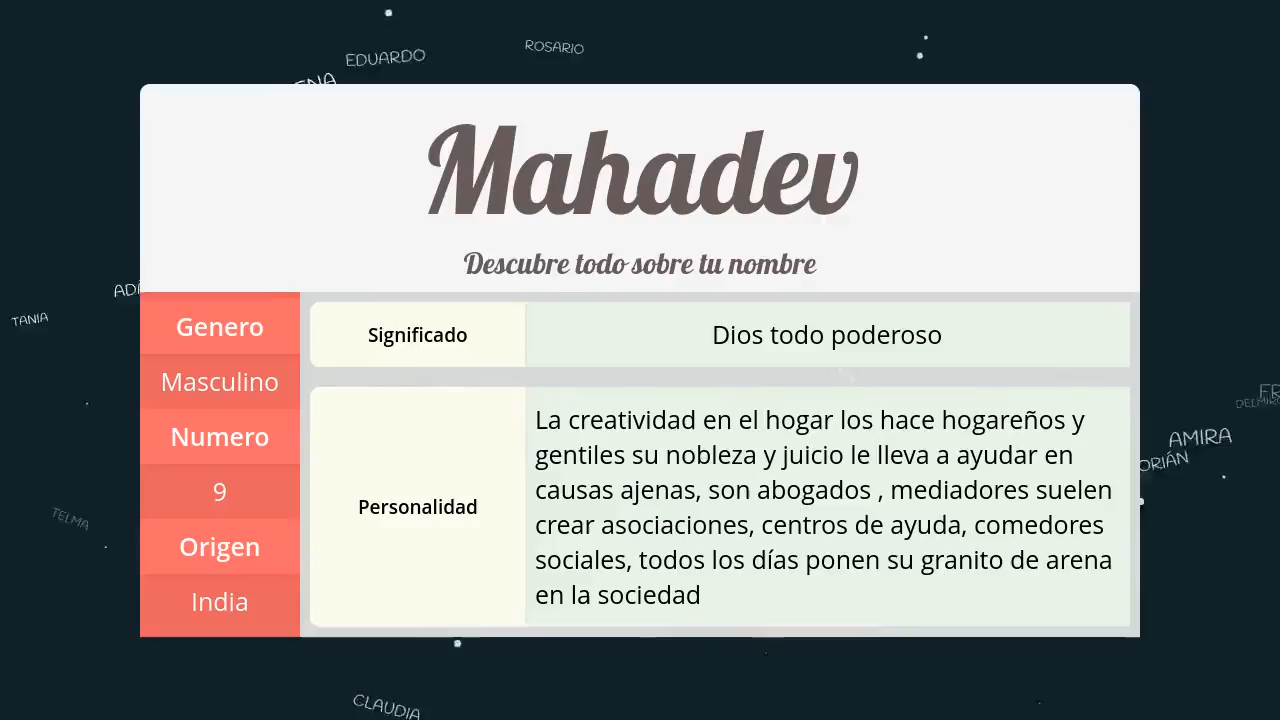 EDUARDO
ROSARIO
ENA
Mahadev
Descubre todo sobre tu nombre
TANIA
Genero
Masculino
Numero
9
Origen
India
Significado
Dios todo poderoso
Personalidad
La creatividad en el hogar los hace hogareños y
gentiles su nobleza y juicio le lleva a ayudar en
causas ajenas, son abogados , mediadores suelen
crear asociaciones, centros de ayuda, comedores
sociales, todos los días ponen su granito de arena
en la sociedad
AMIRA
ORIÁN
TELMA
CLAUDIA